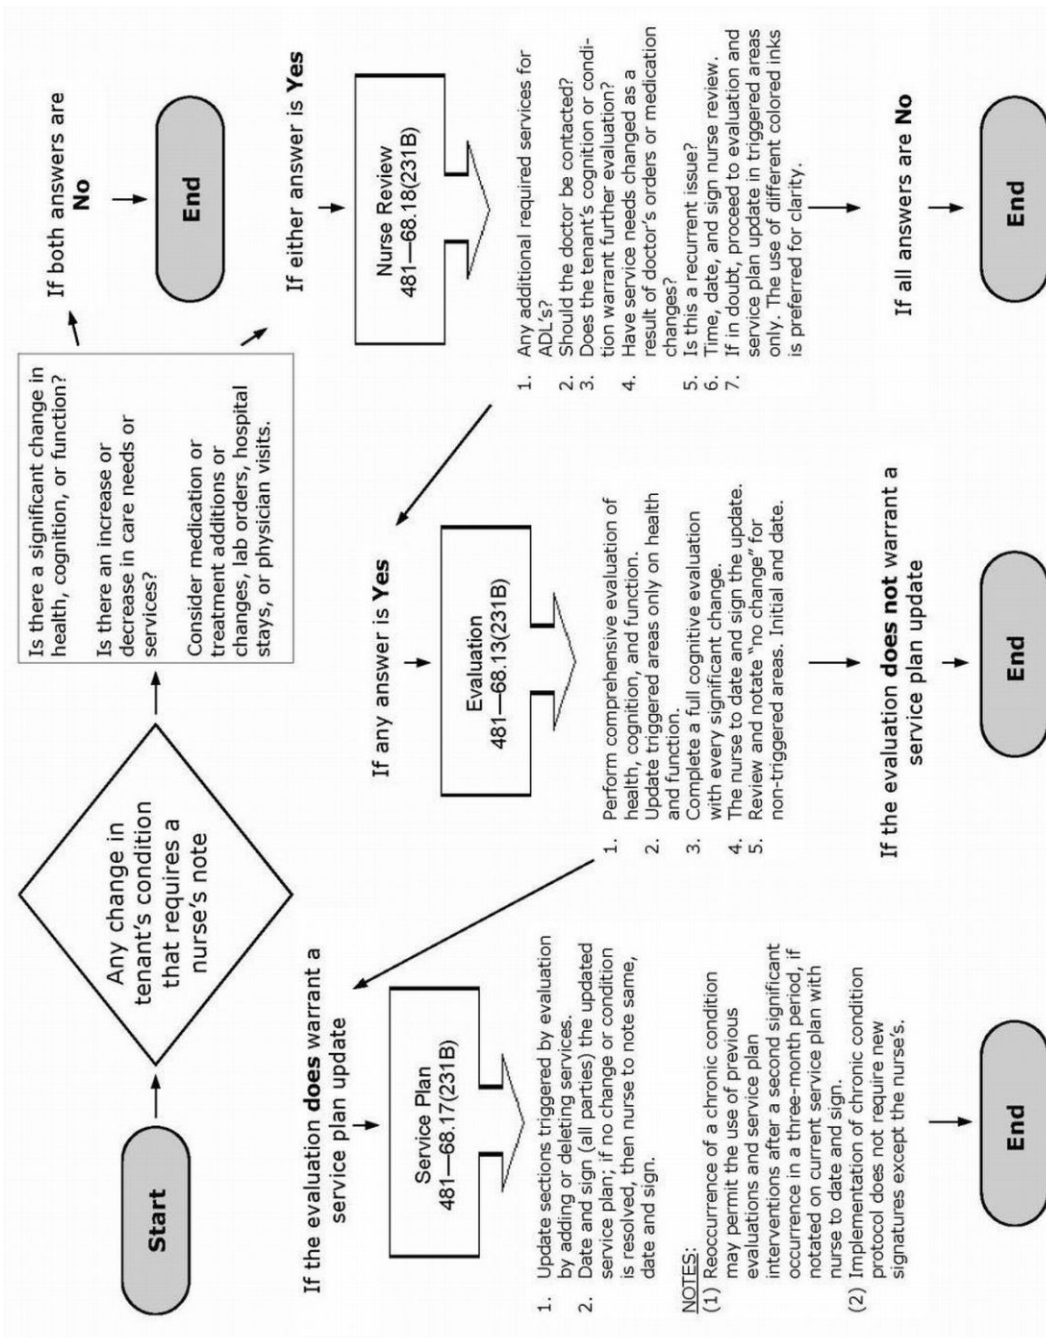 Start
Any change in
tenant's condition
that requires a
nurse's note
Is there a significant change in
health, cognition, or function?
Is there an increase or
decrease in care needs or
services?
Consider medication or
treatment additions or
changes, lab orders, hospital
stays, or physician visits.
If both answers are
No
End
If either answer is Yes
Nurse Review
481—68.18(231B)
1. Any additional required services for
ADL's?
2. Should the doctor be contacted?
3. Does the tenant's cognition or condi-
tion warrant further evaluation?
4. Have service needs changed as a
result of doctor's orders or medication
changes?
5. Is this a recurrent issue?
6. Time, date, and sign nurse review.
7. If in doubt, proceed to evaluation and
service plan update in triggered areas
only. The use of different colored inks
is preferred for clarity.
If all answers are No
End
If any answer is Yes
Evaluation
481—68.13(231B)
1. Perform comprehensive evaluation of
health, cognition, and function.
2. Update triggered areas only on health
and function.
3. Complete a full cognitive evaluation
with every significant change.
4. The nurse to date and sign the update.
5. Review and notate "no change" for
non-triggered areas. Initial and date.
If the evaluation does not warrant a
service plan update
End
If the evaluation does warrant a
service plan update
Service Plan
481—68.17(231B)
1. Update sections triggered by evaluation
by adding or deleting services.
2. Date and sign (all parties) the updated
service plan; if no change or condition
is resolved, then nurse to note same,
date and sign.
NOTES:
(1) Reoccurrence of a chronic condition
may permit the use of previous
evaluations and service plan
interventions after a second significant
occurrence in a three-month period, if
notated on current service plan with
nurse to date and sign.
(2) Implementation of chronic condition
protocol does not require new
signatures except the nurse's.
End